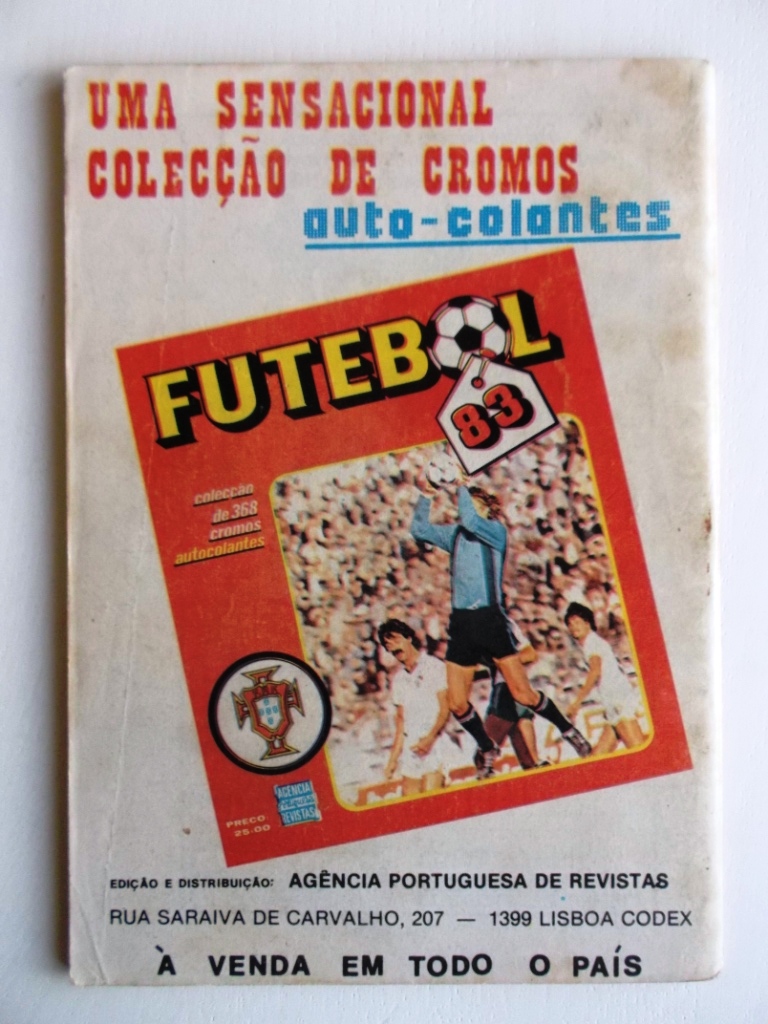 UMA SENSACIONAL
COLECÇÃO DE CROMOS
auto-colantes
FUTEBOL
83
colecção
de 368
cromos
autocolantes
PREÇO
25.00
AGÊNCIA
PORTUGUESA
REVISTAS
EDIÇÃO E DISTRIBUIÇÃO: AGÊNCIA PORTUGUESA DE REVISTAS
RUA SARAIVA DE CARVALHO, 207 — 1399 LISBOA CODEX
À VENDA EM TODO O PAÍS